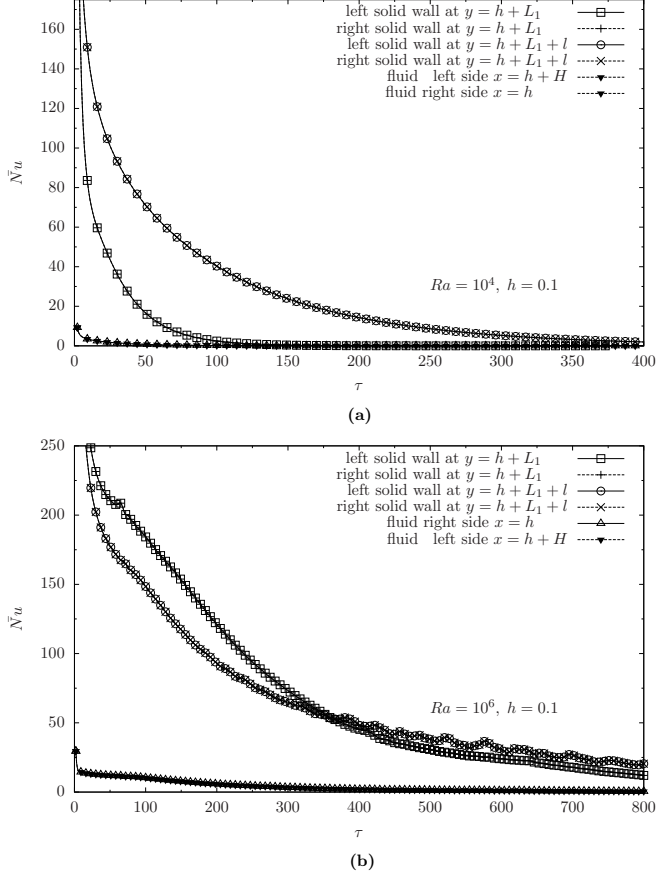 left solid wall at y = h + L₁
right solid wall at y = h + L₁
left solid wall at y = h + L₁ + l
right solid wall at y = h + L₁ + l
fluid left side x = h + H
fluid right side x = h
160
140
120
100
80
60
40
20
0
N̄u
Ra = 10⁴, h = 0.1
0 50 100 150 200 250 300 350 400
τ
(a)
250
200
150
100
50
0
N̄u
left solid wall at y = h + L₁
right solid wall at y = h + L₁
left solid wall at y = h + L₁ + l
right solid wall at y = h + L₁ + l
fluid right side x = h
fluid left side x = h + H
Ra = 10⁶, h = 0.1
0 100 200 300 400 500 600 700 800
τ
(b)